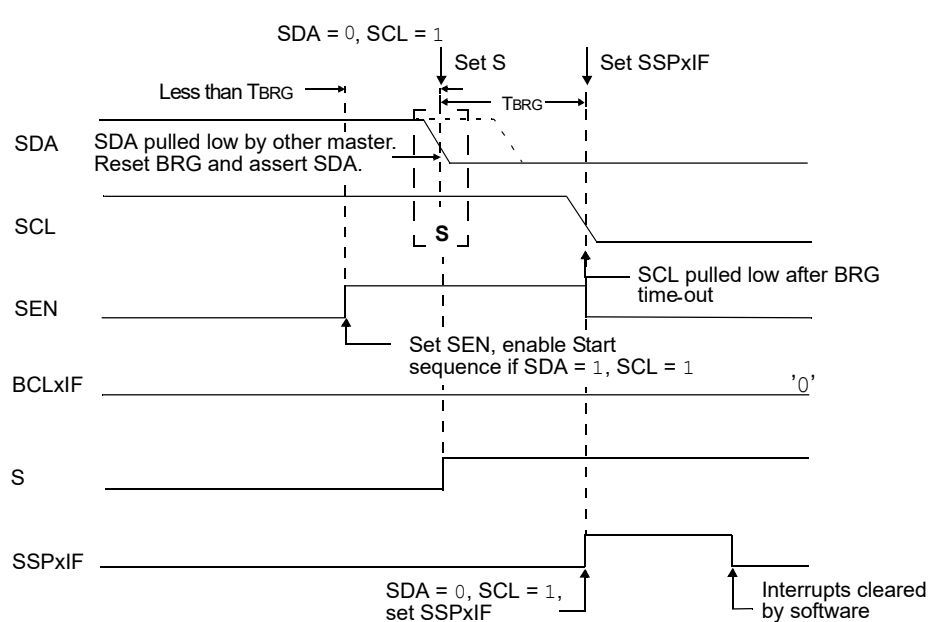 SDA = 0, SCL = 1
Set S
Set SSPxIF
Less than TBRG
TBRG
SDA
SDA pulled low by other master.
Reset BRG and assert SDA.
SCL
S
SCL pulled low after BRG
time-out
SEN
Set SEN, enable Start
sequence if SDA = 1, SCL = 1
BCLxIF
'0'
S
SSPxIF
SDA = 0, SCL = 1,
set SSPxIF
Interrupts cleared
by software